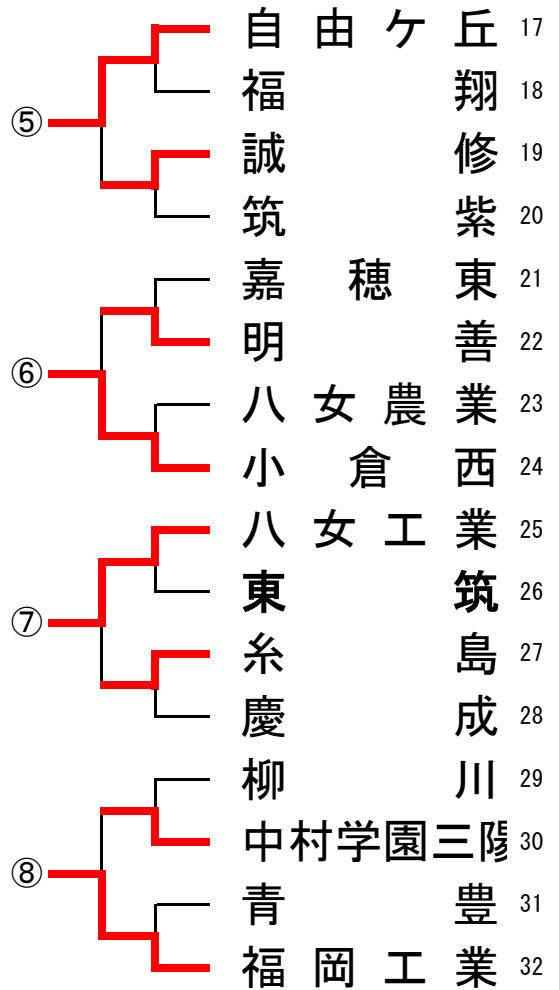 自由ケ丘 17
福翔 18
⑤
誠修 19
筑紫 20
嘉穂東 21
明善 22
⑥
八女農業 23
小倉西 24
八女工業 25
東筑 26
⑦
糸島 27
慶成 28
柳川 29
中村学園三陽 30
⑧
青豊 31
福岡工業 32